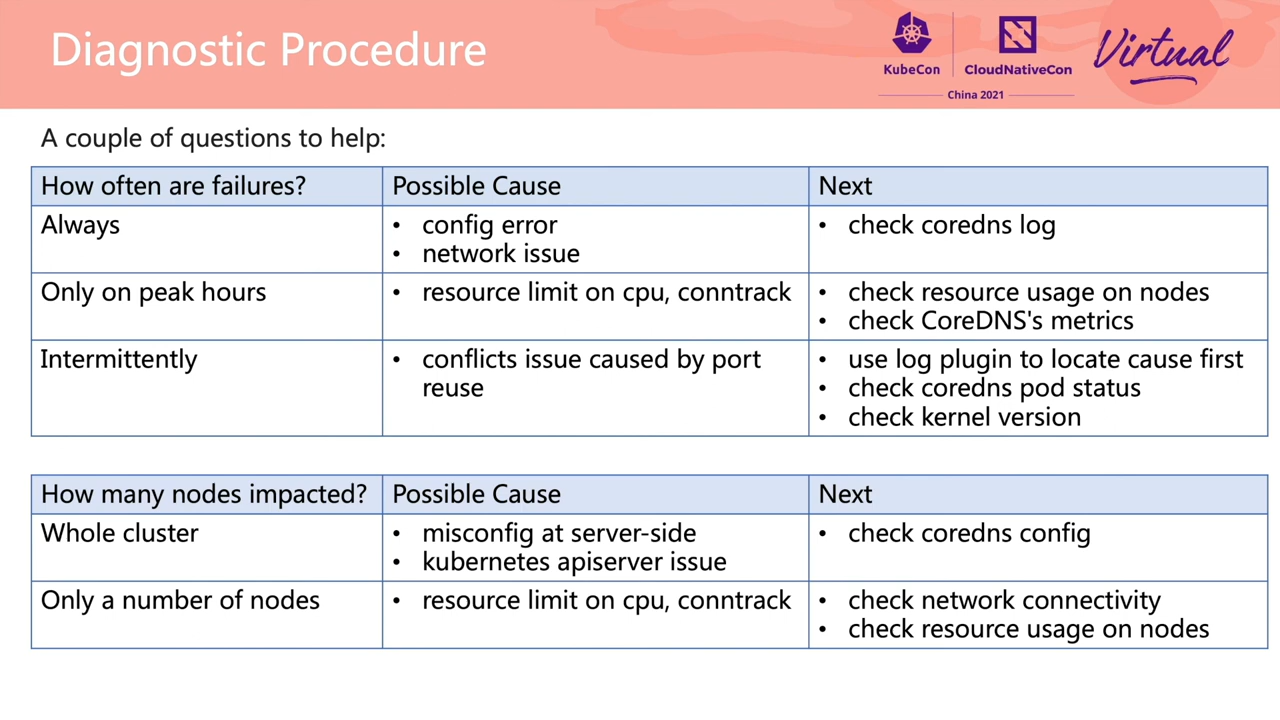 Diagnostic Procedure
KubeCon
CloudNativeCon
China 2021
Virtual
A couple of questions to help:
How often are failures? Possible Cause Next
Always
• config error
• network issue
• check coredns log
Only on peak hours
• resource limit on cpu, conntrack
• check resource usage on nodes
• check CoreDNS's metrics
Intermittently
• conflicts issue caused by port
reuse
• use log plugin to locate cause first
• check coredns pod status
• check kernel version
How many nodes impacted? Possible Cause Next
Whole cluster
• misconfig at server-side
• kubernetes apiserver issue
• check coredns config
Only a number of nodes
• resource limit on cpu, conntrack
• check network connectivity
• check resource usage on nodes